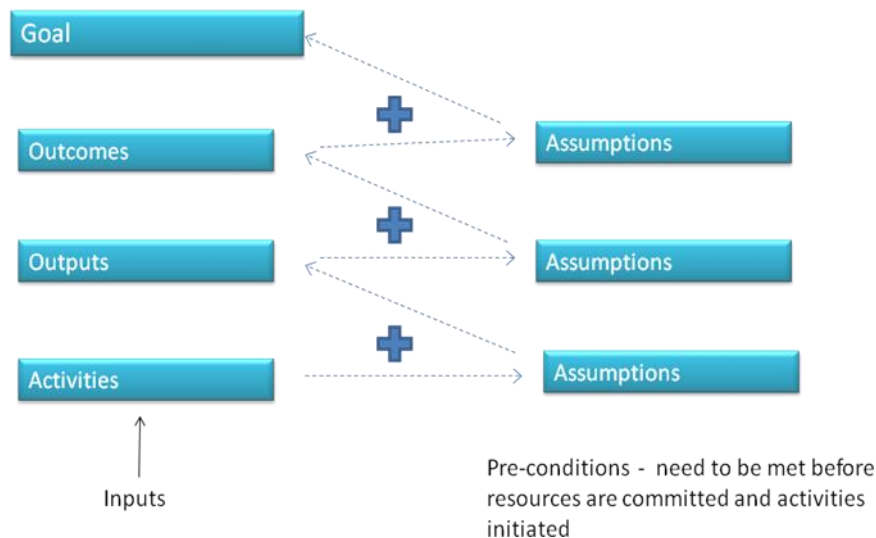 Goal
Outcomes
Assumptions
Outputs
Assumptions
Activities
Assumptions
Inputs
Pre-conditions - need to be met before
resources are committed and activities
initiated